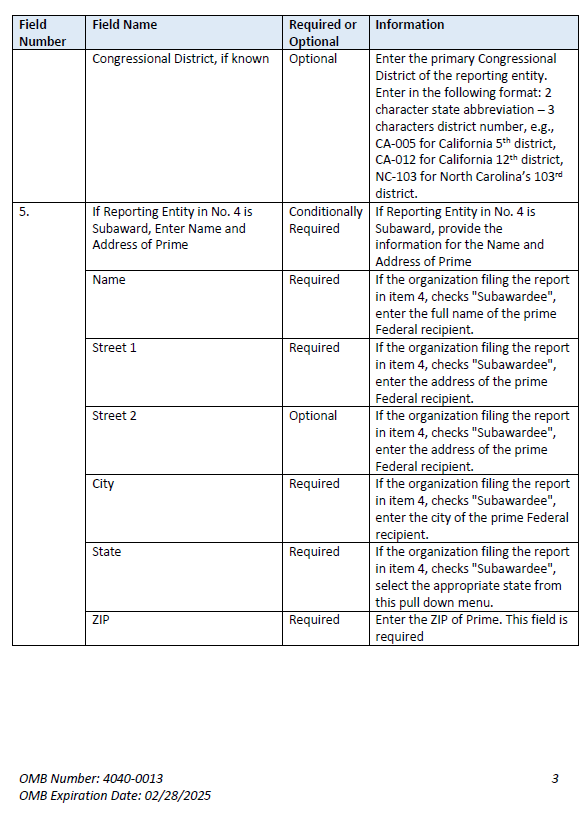 Field Number
Field Name
Required or Optional
Information
Congressional District, if known
Optional
Enter the primary Congressional
District of the reporting entity.
Enter in the following format: 2
character state abbreviation – 3
characters district number, e.g.,
CA-005 for California 5th district,
CA-012 for California 12th district,
NC-103 for North Carolina's 103rd
district.
5.
If Reporting Entity in No. 4 is
Subaward, Enter Name and
Address of Prime
Conditionally
Required
If Reporting Entity in No. 4 is
Subaward, provide the
information for the Name and
Address of Prime
Name
Required
If the organization filing the report
in item 4, checks "Subawardee",
enter the full name of the prime
Federal recipient.
Street 1
Required
If the organization filing the report
in item 4, checks "Subawardee",
enter the address of the prime
Federal recipient.
Street 2
Optional
If the organization filing the report
in item 4, checks "Subawardee",
enter the address of the prime
Federal recipient.
City
Required
If the organization filing the report
in item 4, checks "Subawardee",
enter the city of the prime Federal
recipient.
State
Required
If the organization filing the report
in item 4, checks "Subawardee",
select the appropriate state from
this pull down menu.
ZIP
Required
Enter the ZIP of Prime. This field is
required
OMB Number: 4040-0013
3
OMB Expiration Date: 02/28/2025